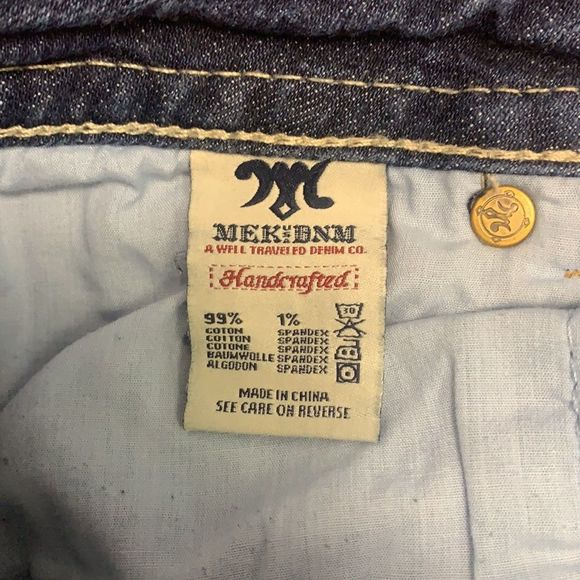 M
MEK DNM
A WELL TRAVELED DENIM CO.
Handcrafted
99% 1%
COTON SPANDEX
COTTON SPANDEX
COTONE SPANDEX
BAUMWOLLE SPANDEX
ALGODON SPANDEX
30
MADE IN CHINA
SEE CARE ON REVERSE